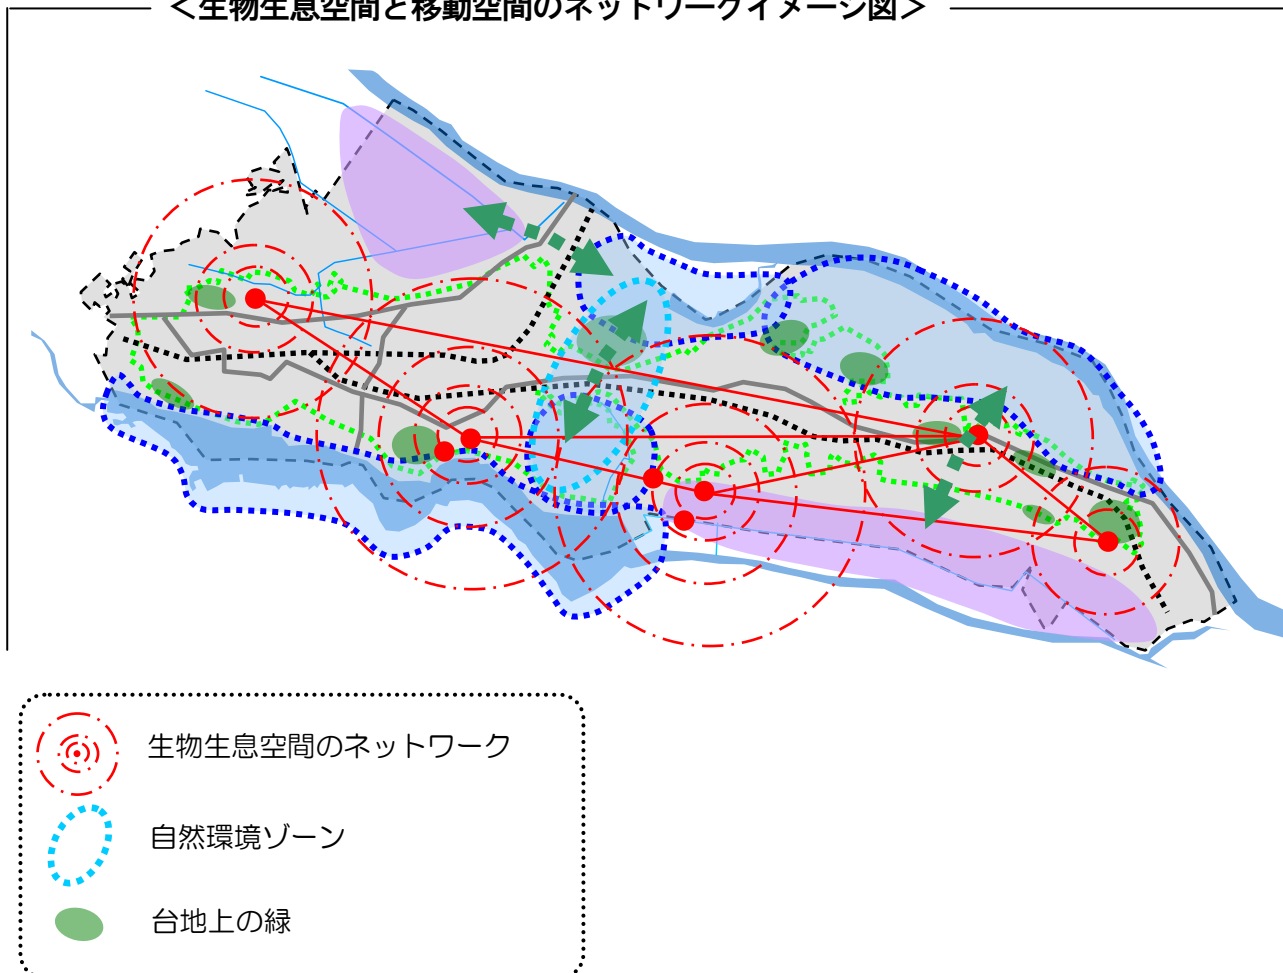 ＜生物生息空間と移動空間のネットワークイメージ図＞
生物生息空間のネットワーク
自然環境ゾーン
台地上の緑